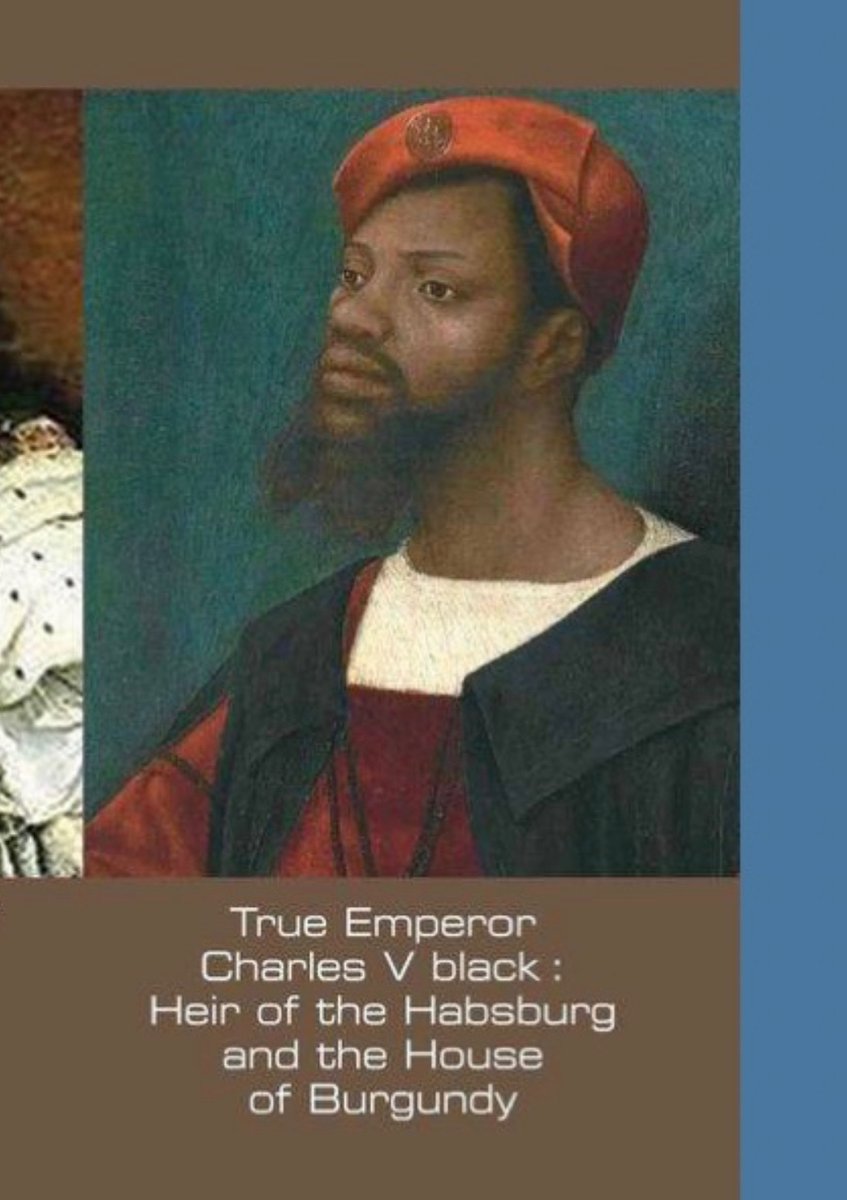 True Emperor
Charles V black :
Heir of the Habsburg
and the House
of Burgundy